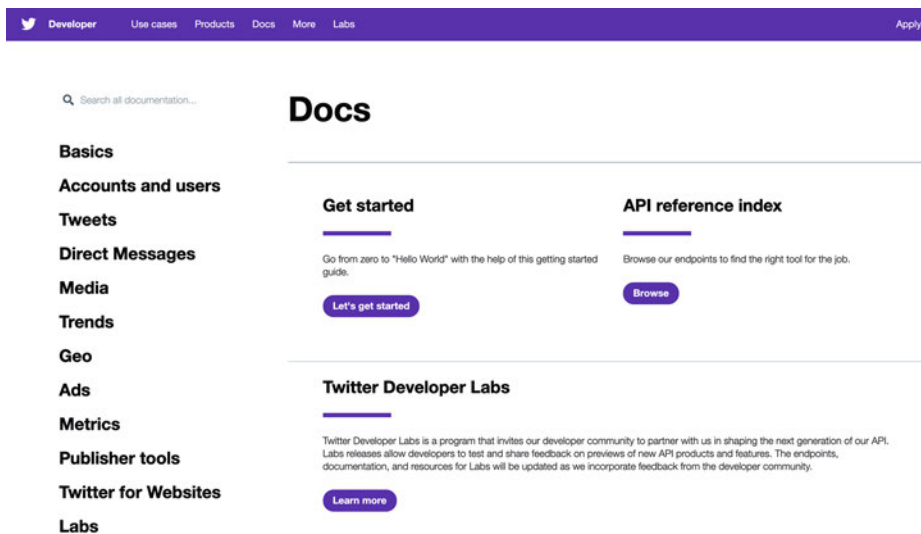 Developer Use cases Products Docs More Labs Apply
Search all documentation...
Docs
Basics
Accounts and users
Tweets
Direct Messages
Media
Trends
Geo
Ads
Metrics
Publisher tools
Twitter for Websites
Labs
Get started
Go from zero to "Hello World" with the help of this getting started
guide.
Let's get started
API reference index
Browse our endpoints to find the right tool for the job.
Browse
Twitter Developer Labs
Twitter Developer Labs is a program that invites our developer community to partner with us in shaping the next generation of our API.
Labs releases allow developers to test and share feedback on previews of new API products and features. The endpoints,
documentation, and resources for Labs will be updated as we incorporate feedback from the developer community.
Learn more